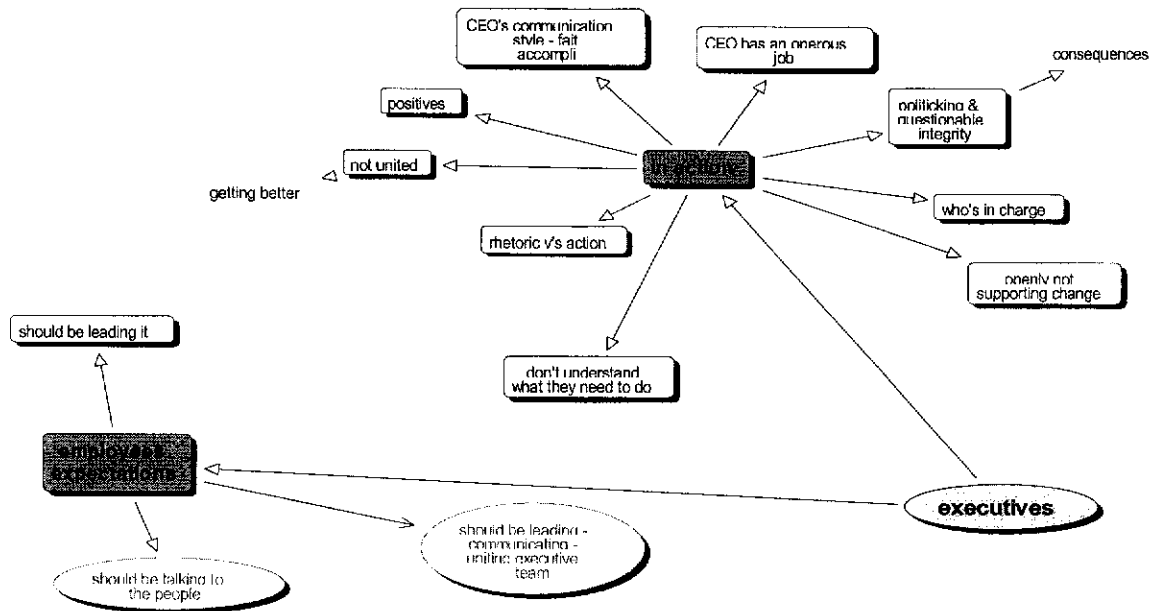 CEO's communication
style - fait
accompli
CEO has an onerous
job
consequences
positives
politicking &
questionable
integrity
not united
getting better
who's in charge
rhetoric v's action
openly not
supporting change
should be leading it
don't understand
what they need to do
employees
expectations
executives
should be leading -
communicating -
uniting executive
team
should be talking to
the people